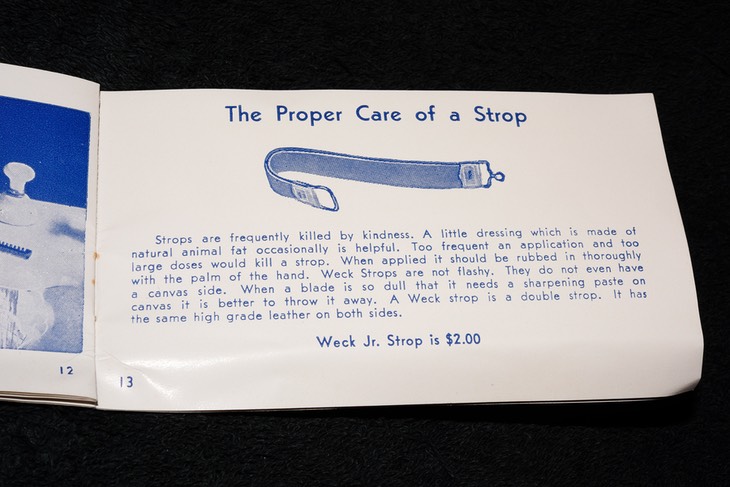 The Proper Care of a Strop
Strops are frequently killed by kindness. A little dressing which is made of
natural animal fat occasionally is helpful. Too frequent an application and too
large doses would kill a strop. When applied it should be rubbed in thoroughly
with the palm of the hand. Weck Strops are not flashy. They do not even have
a canvas side. When a blade is so dull that it needs a sharpening paste on
canvas it is better to throw it away. A Weck strop is a double strop. It has
the same high grade leather on both sides.
Weck Jr. Strop is $2.00
12
13